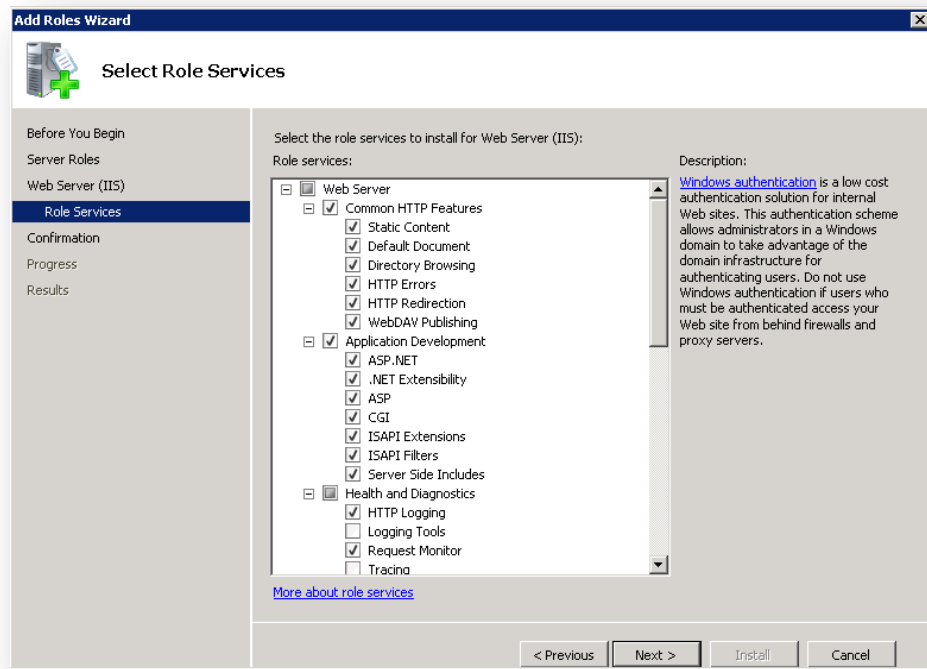 Add Roles Wizard
Select Role Services
Before You Begin
Server Roles
Web Server (IIS)
Role Services
Confirmation
Progress
Results
Select the role services to install for Web Server (IIS):
Role services:
Web Server
Common HTTP Features
Static Content
Default Document
Directory Browsing
HTTP Errors
HTTP Redirection
WebDAV Publishing
Application Development
ASP.NET
.NET Extensibility
ASP
CGI
ISAPI Extensions
ISAPI Filters
Server Side Includes
Health and Diagnostics
HTTP Logging
Logging Tools
Request Monitor
Tracing
More about role services
Description:
Windows authentication is a low cost
authentication solution for internal
Web sites. This authentication scheme
allows administrators in a Windows
domain to take advantage of the
domain infrastructure for
authenticating users. Do not use
Windows authentication if users who
must be authenticated access your
Web site from behind firewalls and
proxy servers.
< Previous
Next >
Install
Cancel